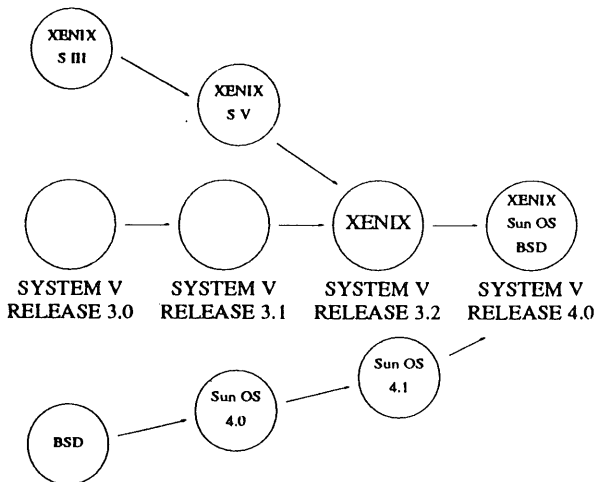 XENIX
S III
XENIX
S V
XENIX
XENIX
Sun OS
BSD
SYSTEM V
RELEASE 3.0
SYSTEM V
RELEASE 3.1
SYSTEM V
RELEASE 3.2
SYSTEM V
RELEASE 4.0
Sun OS
4.1
Sun OS
4.0
BSD